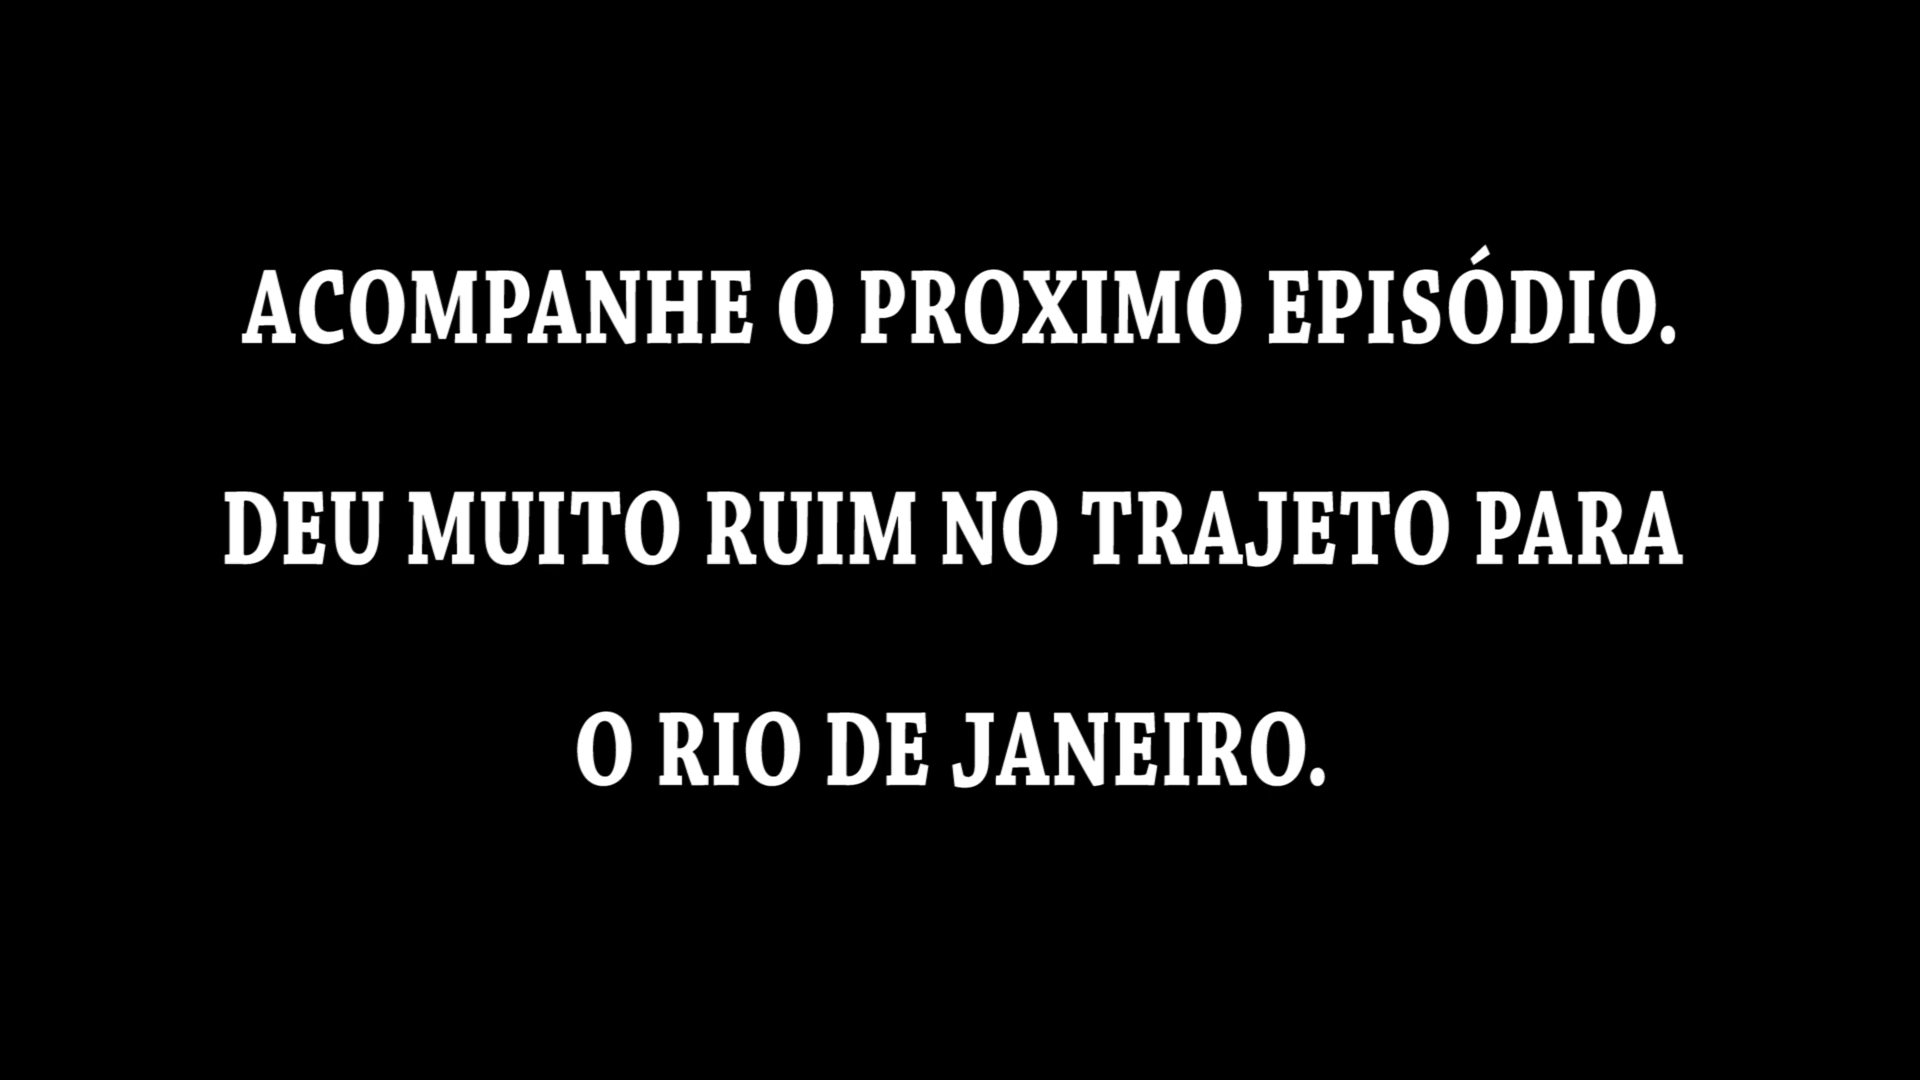 ACOMPANHE O PROXIMO EPISÓDIO.
DEU MUITO RUIM NO TRAJETO PARA
O RIO DE JANEIRO.